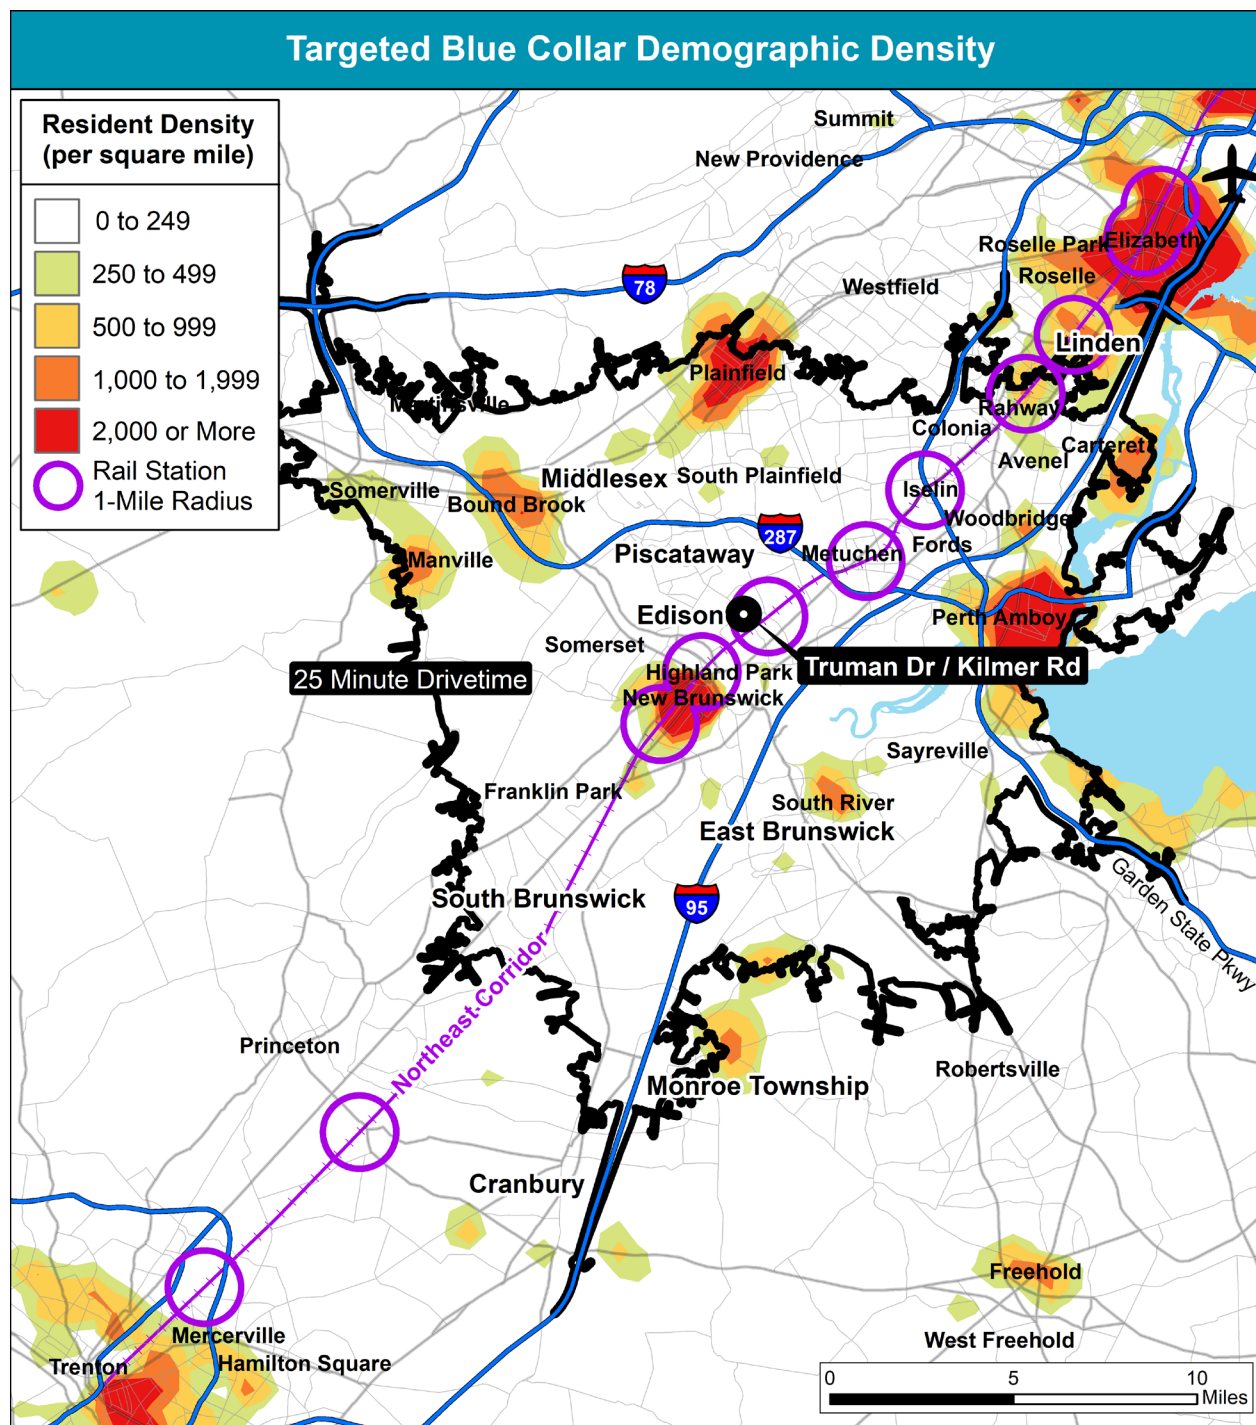 Targeted Blue Collar Demographic Density
Resident Density
(per square mile)
0 to 249
250 to 499
500 to 999
1,000 to 1,999
2,000 or More
Rail Station
1-Mile Radius
Summit
New Providence
Roselle Park
Elizabeth
Roselle
78
Westfield
Linden
Plainfield
Martinsville
Rahway
Colonia
Carteret
Avenel
Middlesex
South Plainfield
Somerville
Iselin
Bound Brook
Woodbridge
287
Fords
Piscataway
Metuchen
Manville
Edison
Perth Amboy
Somerset
Truman Dr / Kilmer Rd
Highland Park
25 Minute Drivetime
New Brunswick
Sayreville
Franklin Park
South River
East Brunswick
Garden State Pkwy
South Brunswick
95
Northeast Corridor
Princeton
Robertsville
Monroe Township
Cranbury
Freehold
Mercerville
West Freehold
Trenton
Hamilton Square
0 5 10
Miles